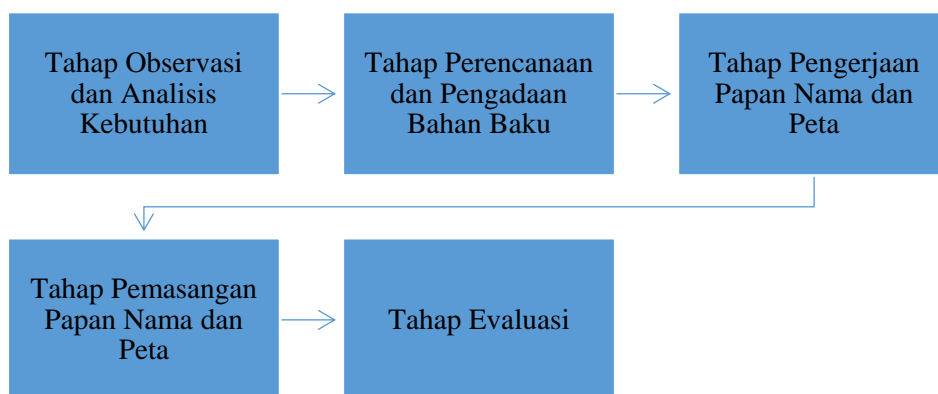 Tahap Observasi
dan Analisis
Kebutuhan
Tahap Perencanaan
dan Pengadaan
Bahan Baku
Tahap Pengerjaan
Papan Nama dan
Peta
Tahap Pemasangan
Papan Nama dan
Peta
Tahap Evaluasi